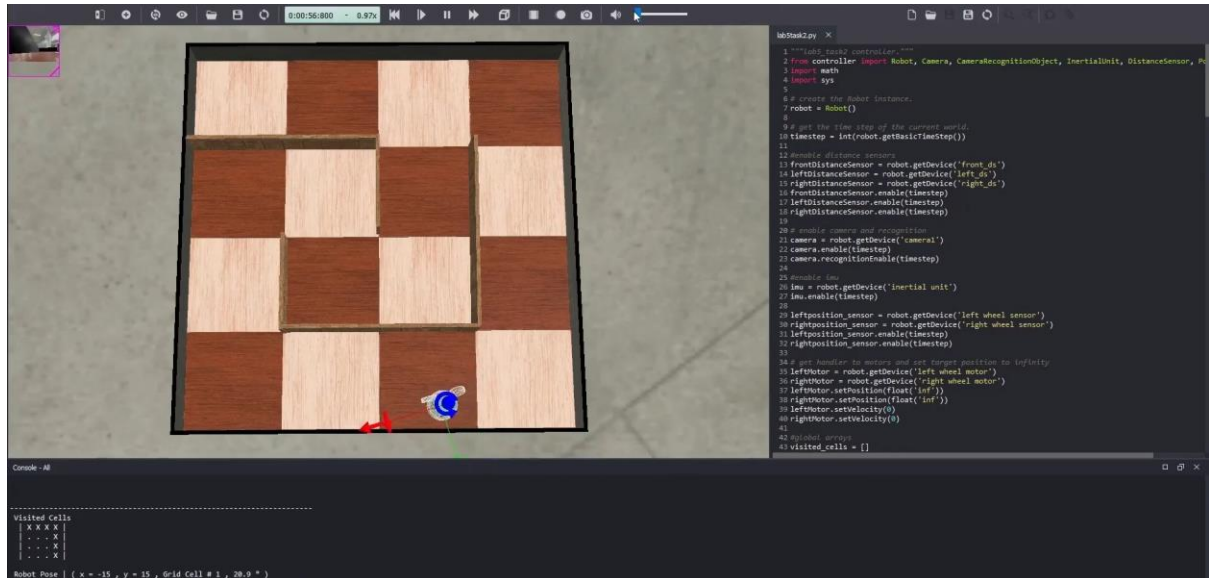 0:00:56:800 - 0.97x
lab5task2.py ×
1 """lab5_task2 controller."""
2 from controller import Robot, Camera, CameraRecognitionObject, InertialUnit, DistanceSensor, Po
3 import math
4 import sys
5
6 # create the Robot instance.
7 robot = Robot()
8
9 # get the time step of the current world.
10 timestep = int(robot.getBasicTimeStep())
11
12 #enable distance sensors
13 frontDistanceSensor = robot.getDevice('front_ds')
14 leftDistanceSensor = robot.getDevice('left_ds')
15 rightDistanceSensor = robot.getDevice('right_ds')
16 frontDistanceSensor.enable(timestep)
17 leftDistanceSensor.enable(timestep)
18 rightDistanceSensor.enable(timestep)
19
20 # enable camera and recognition
21 camera = robot.getDevice('camera1')
22 camera.enable(timestep)
23 camera.recognitionEnable(timestep)
24
25 #enable imu
26 imu = robot.getDevice('inertial unit')
27 imu.enable(timestep)
28
29 leftposition_sensor = robot.getDevice('left wheel sensor')
30 rightposition_sensor = robot.getDevice('right wheel sensor')
31 leftposition_sensor.enable(timestep)
32 rightposition_sensor.enable(timestep)
33
34 # get handler to motors and set target position to infinity
35 leftMotor = robot.getDevice('left wheel motor')
36 rightMotor = robot.getDevice('right wheel motor')
37 leftMotor.setPosition(float('inf'))
38 rightMotor.setPosition(float('inf'))
39 leftMotor.setVelocity(0)
40 rightMotor.setVelocity(0)
41
42 #global arrays
43 visited_cells = []
Console - All
--------------------------------------------------------------------
Visited Cells
| X X X X |
| . . . X |
| . . . X |
| . . . X |
Robot Pose | ( x = -15 , y = 15 , Grid Cell # 1 , 20.9 ° )